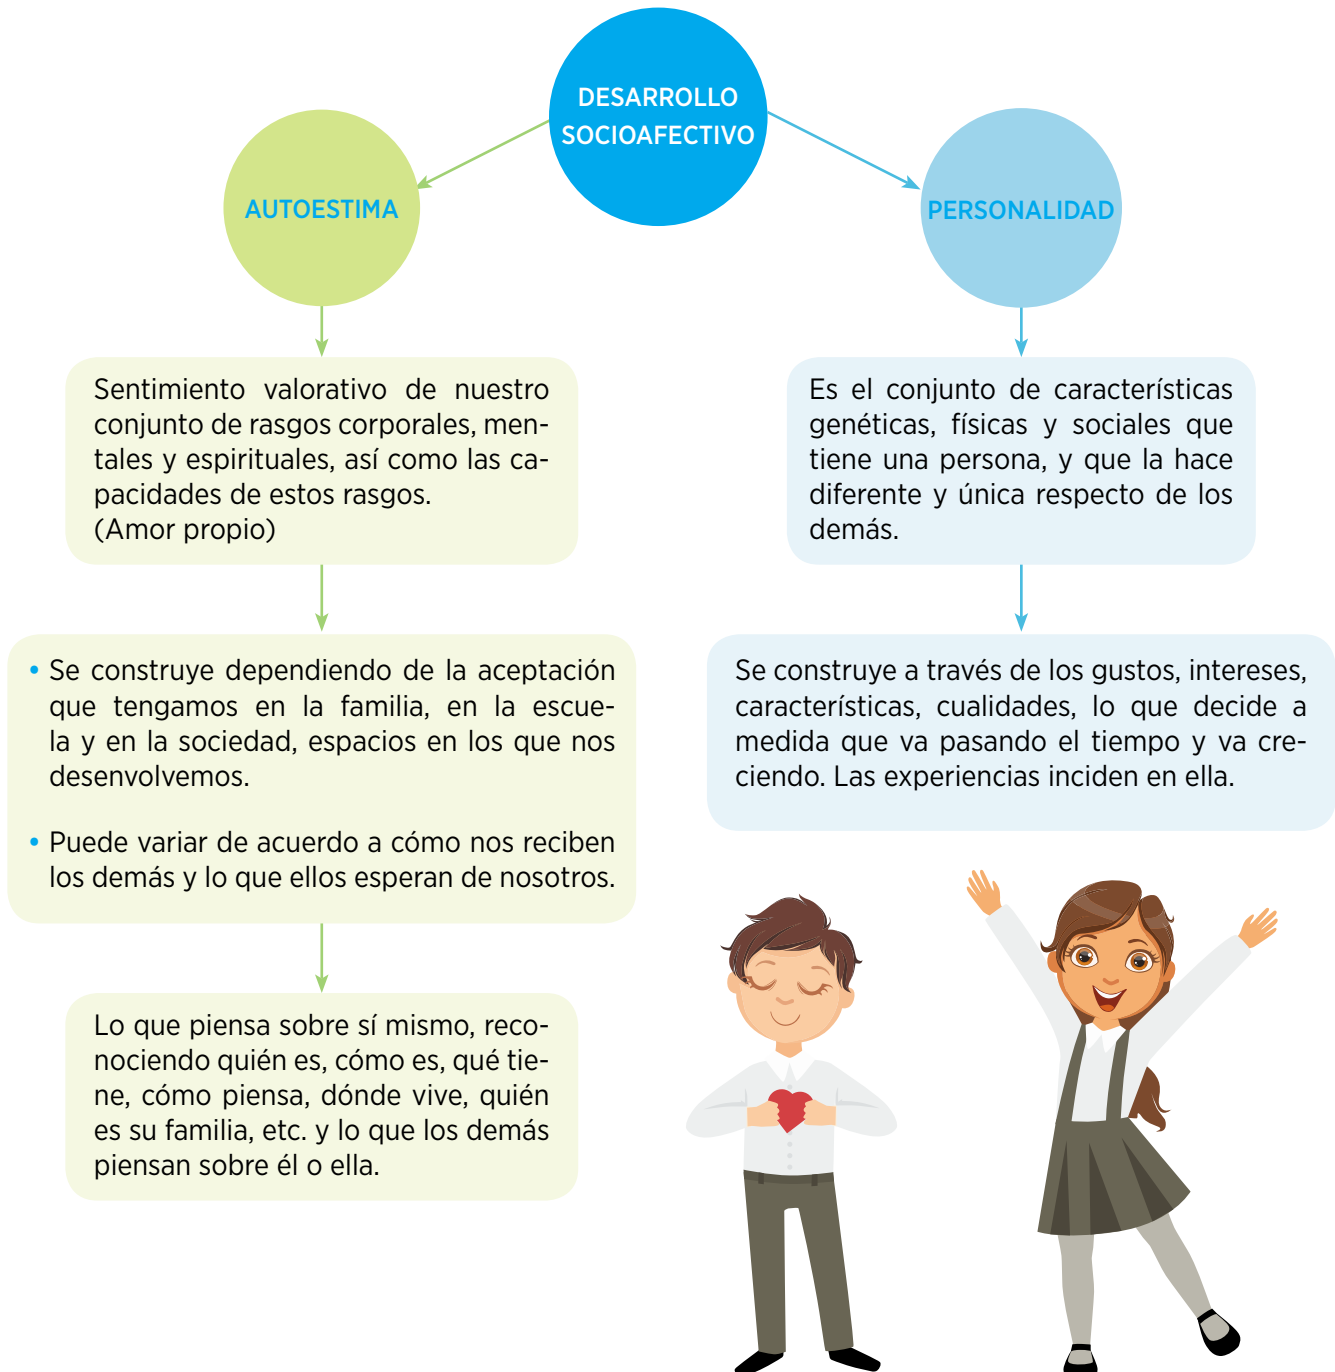 DESARROLLO
SOCIOAFECTIVO
AUTOESTIMA
Sentimiento valorativo de nuestro
conjunto de rasgos corporales, men-
tales y espirituales, así como las ca-
pacidades de estos rasgos.
(Amor propio)
• Se construye dependiendo de la aceptación
que tengamos en la familia, en la escue-
la y en la sociedad, espacios en los que nos
desenvolvemos.
• Puede variar de acuerdo a cómo nos reciben
los demás y lo que ellos esperan de nosotros.
Lo que piensa sobre sí mismo, reco-
nociendo quién es, cómo es, qué tie-
ne, cómo piensa, dónde vive, quién
es su familia, etc. y lo que los demás
piensan sobre él o ella.
PERSONALIDAD
Es el conjunto de características
genéticas, físicas y sociales que
tiene una persona, y que la hace
diferente y única respecto de los
demás.
Se construye a través de los gustos, intereses,
características, cualidades, lo que decide a
medida que va pasando el tiempo y va cre-
ciendo. Las experiencias inciden en ella.